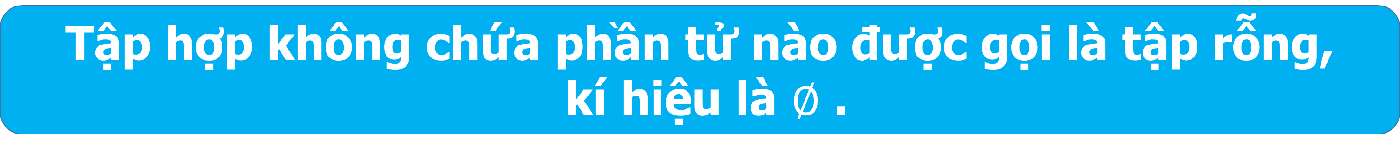 Tập hợp không chứa phần tử nào được gọi là tập rỗng,
kí hiệu là ∅ .